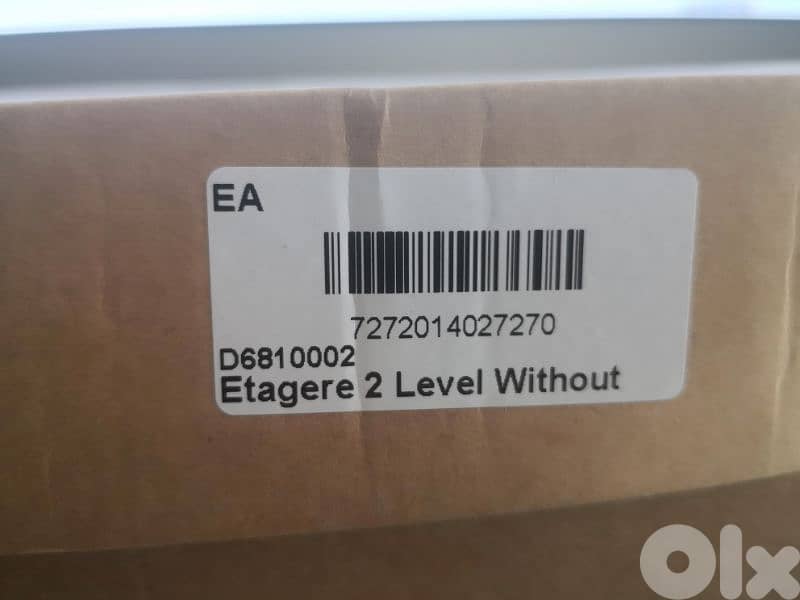 EA
7272014027270
D6810002
Etagere 2 Level Without
Olx